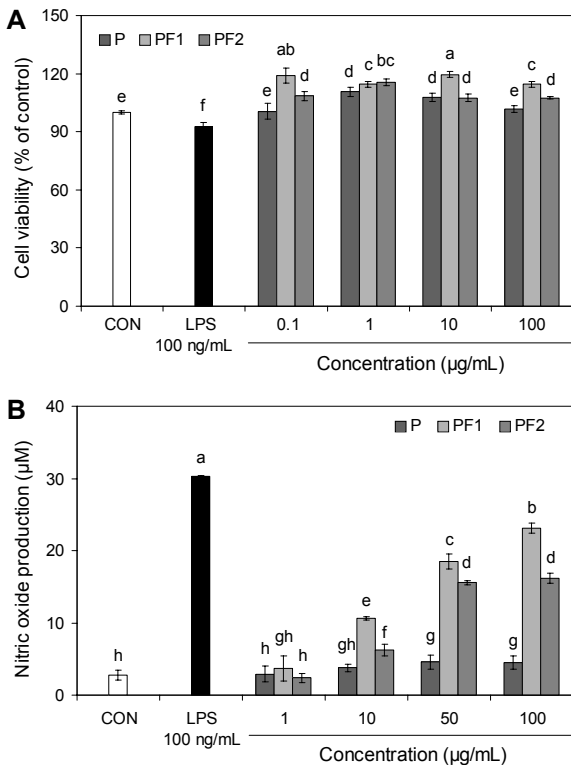 A
150
120
90
60
30
0
Cell viability (% of control)
P PF1 PF2
e
f
e
ab
d
d
c
bc
d
a
d
e
c
d
CON
LPS
100 ng/mL
0.1 1 10 100
Concentration (µg/mL)
B
40
30
20
10
0
Nitric oxide production (µM)
P PF1 PF2
h
a
h
gh
h
gh
e
f
g
c
d
g
b
d
CON
LPS
100 ng/mL
1 10 50 100
Concentration (µg/mL)